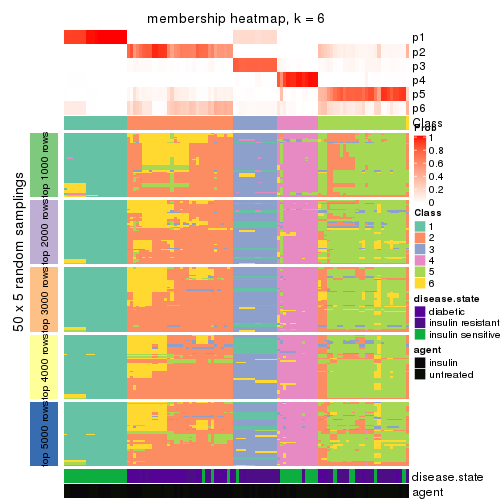 membership heatmap, k = 6
p1
p2
p3
p4
p5
p6
Class
Prob
1
0.8
0.6
0.4
0.2
0
Class
1
2
3
4
5
6
disease.state
diabetic
insulin resistant
insulin sensitive
agent
insulin
untreated
50 x 5 random samplings
top 1000 rows
top 2000 rows
top 3000 rows
top 4000 rows
top 5000 rows
disease.state
agent